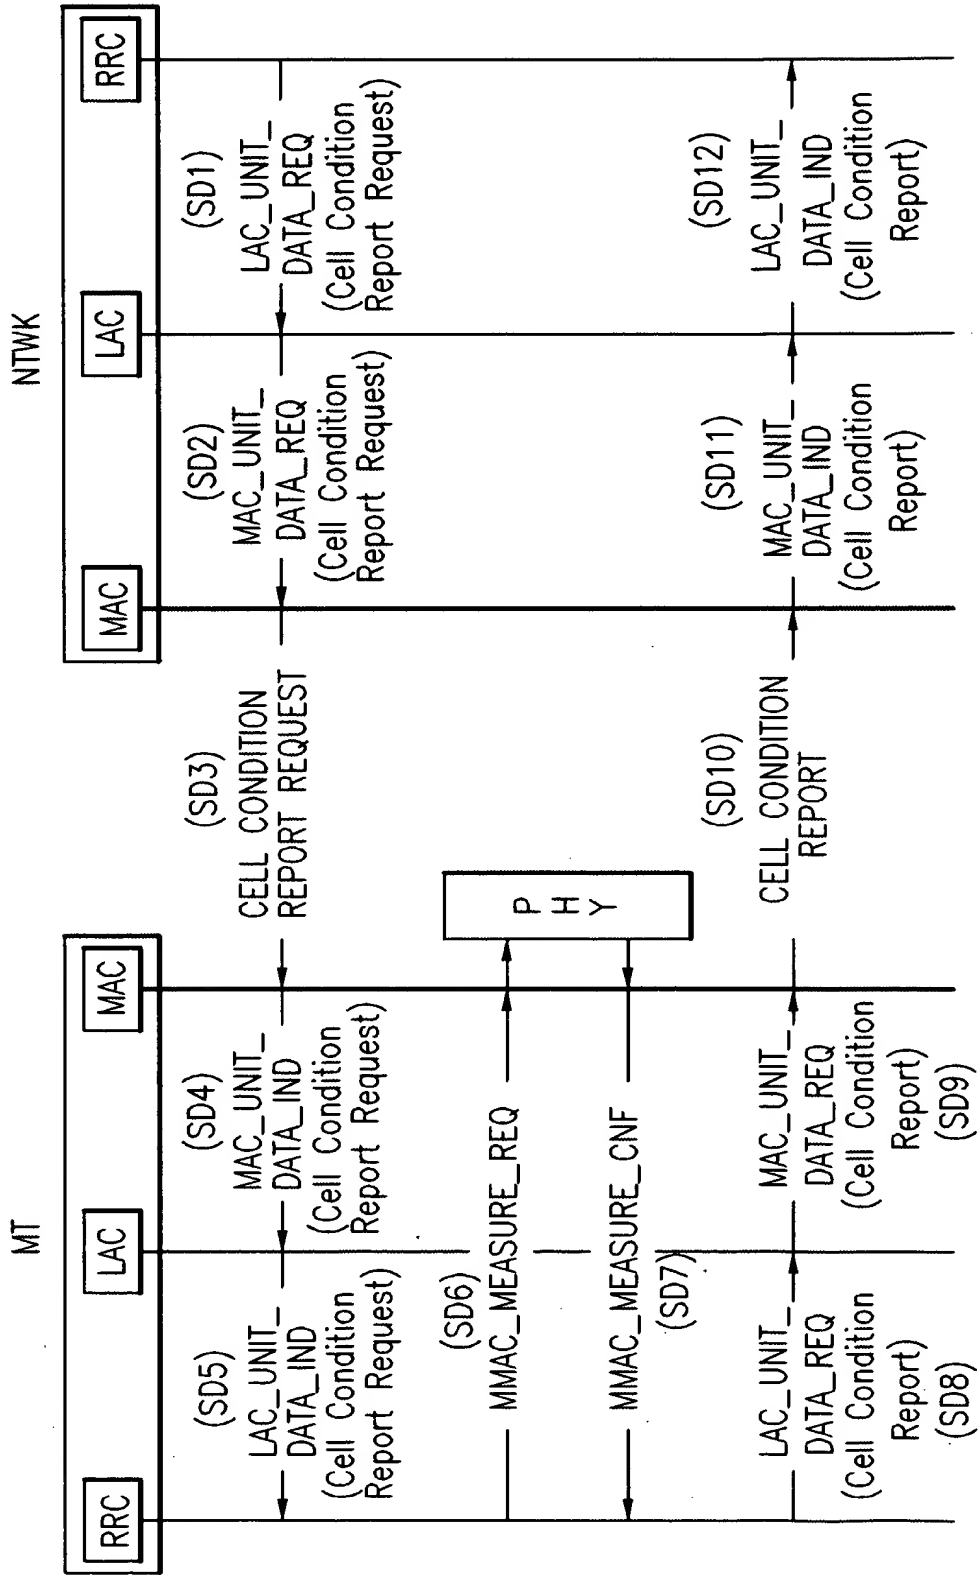 MT
NTWK
RRC
LAC
MAC
MAC
LAC
RRC
(SD5)
LAC_UNIT_
DATA_IND
(Cell Condition
Report Request)
(SD4)
MAC_UNIT_
DATA_IND
(Cell Condition
Report Request)
(SD3)
CELL CONDITION
REPORT REQUEST
(SD2)
MAC_UNIT_
DATA_REQ
(Cell Condition
Report Request)
(SD1)
LAC_UNIT_
DATA_REQ
(Cell Condition
Report Request)
(SD6)
MMAC_MEASURE_REQ
PHY
MMAC_MEASURE_CNF
(SD7)
LAC_UNIT_
DATA_REQ
(Cell Condition
Report)
(SD8)
MAC_UNIT_
DATA_REQ
(Cell Condition
Report)
(SD9)
(SD10)
CELL CONDITION
REPORT
(SD11)
MAC_UNIT_
DATA_IND
(Cell Condition
Report)
(SD12)
LAC_UNIT_
DATA_IND
(Cell Condition
Report)